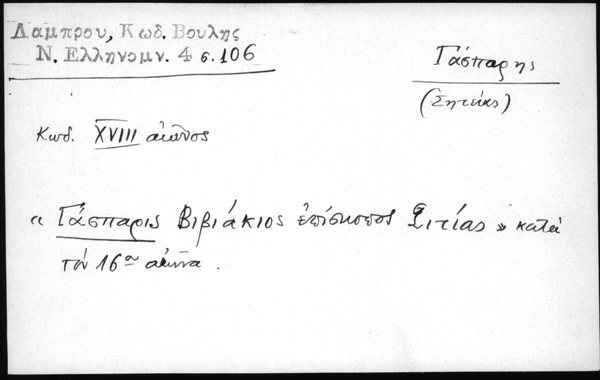 Λαμπρου, Κωδ. Βουλης
Ν. Ελληνομν. 4 σ. 106
Γάσπαρης
(Σητείας)
Κωδ. XVIII αἰῶνος
« Γάσπαρις Βιβιάκιος ἐπίσκοπος Σιτίας » κατὰ
τὸν 16ον αἰῶνα.